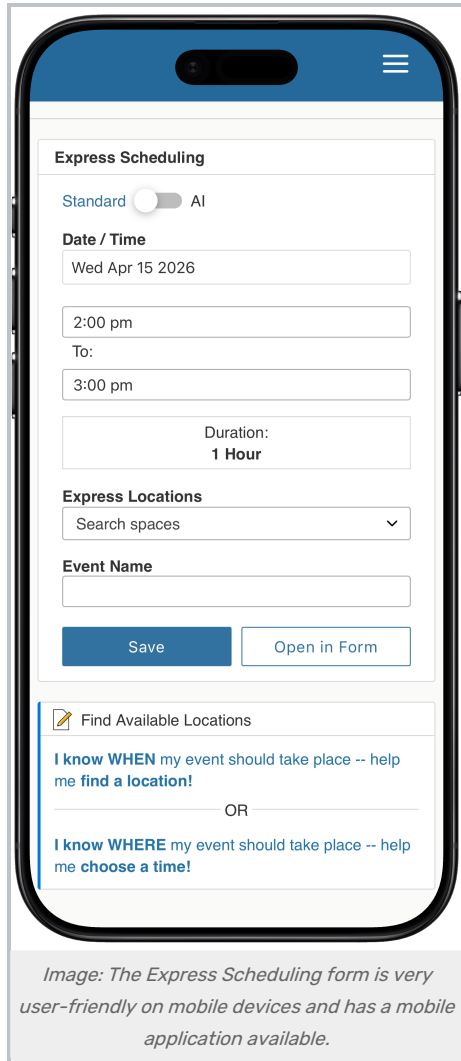 Express Scheduling
Standard AI
Date / Time
Wed Apr 15 2026
2:00 pm
To:
3:00 pm
Duration:
1 Hour
Express Locations
Search spaces
Event Name
Save Open in Form
Find Available Locations
I know WHEN my event should take place -- help
me find a location!
OR
I know WHERE my event should take place -- help
me choose a time!
Image: The Express Scheduling form is very
user-friendly on mobile devices and has a mobile
application available.